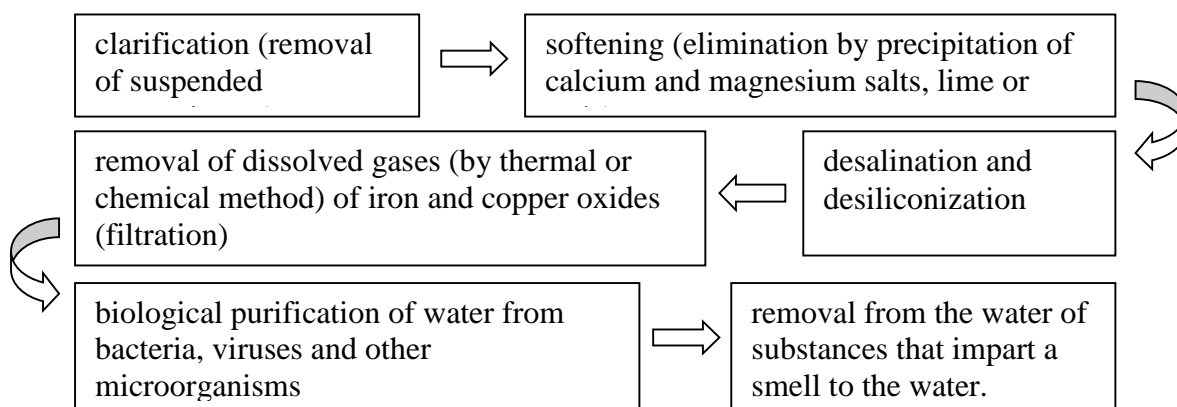 clarification (removal
of suspended
softening (elimination by precipitation of
calcium and magnesium salts, lime or
desalination and
desiliconization
removal of dissolved gases (by thermal or
chemical method) of iron and copper oxides
(filtration)
biological purification of water from
bacteria, viruses and other
microorganisms
removal from the water of
substances that impart a
smell to the water.